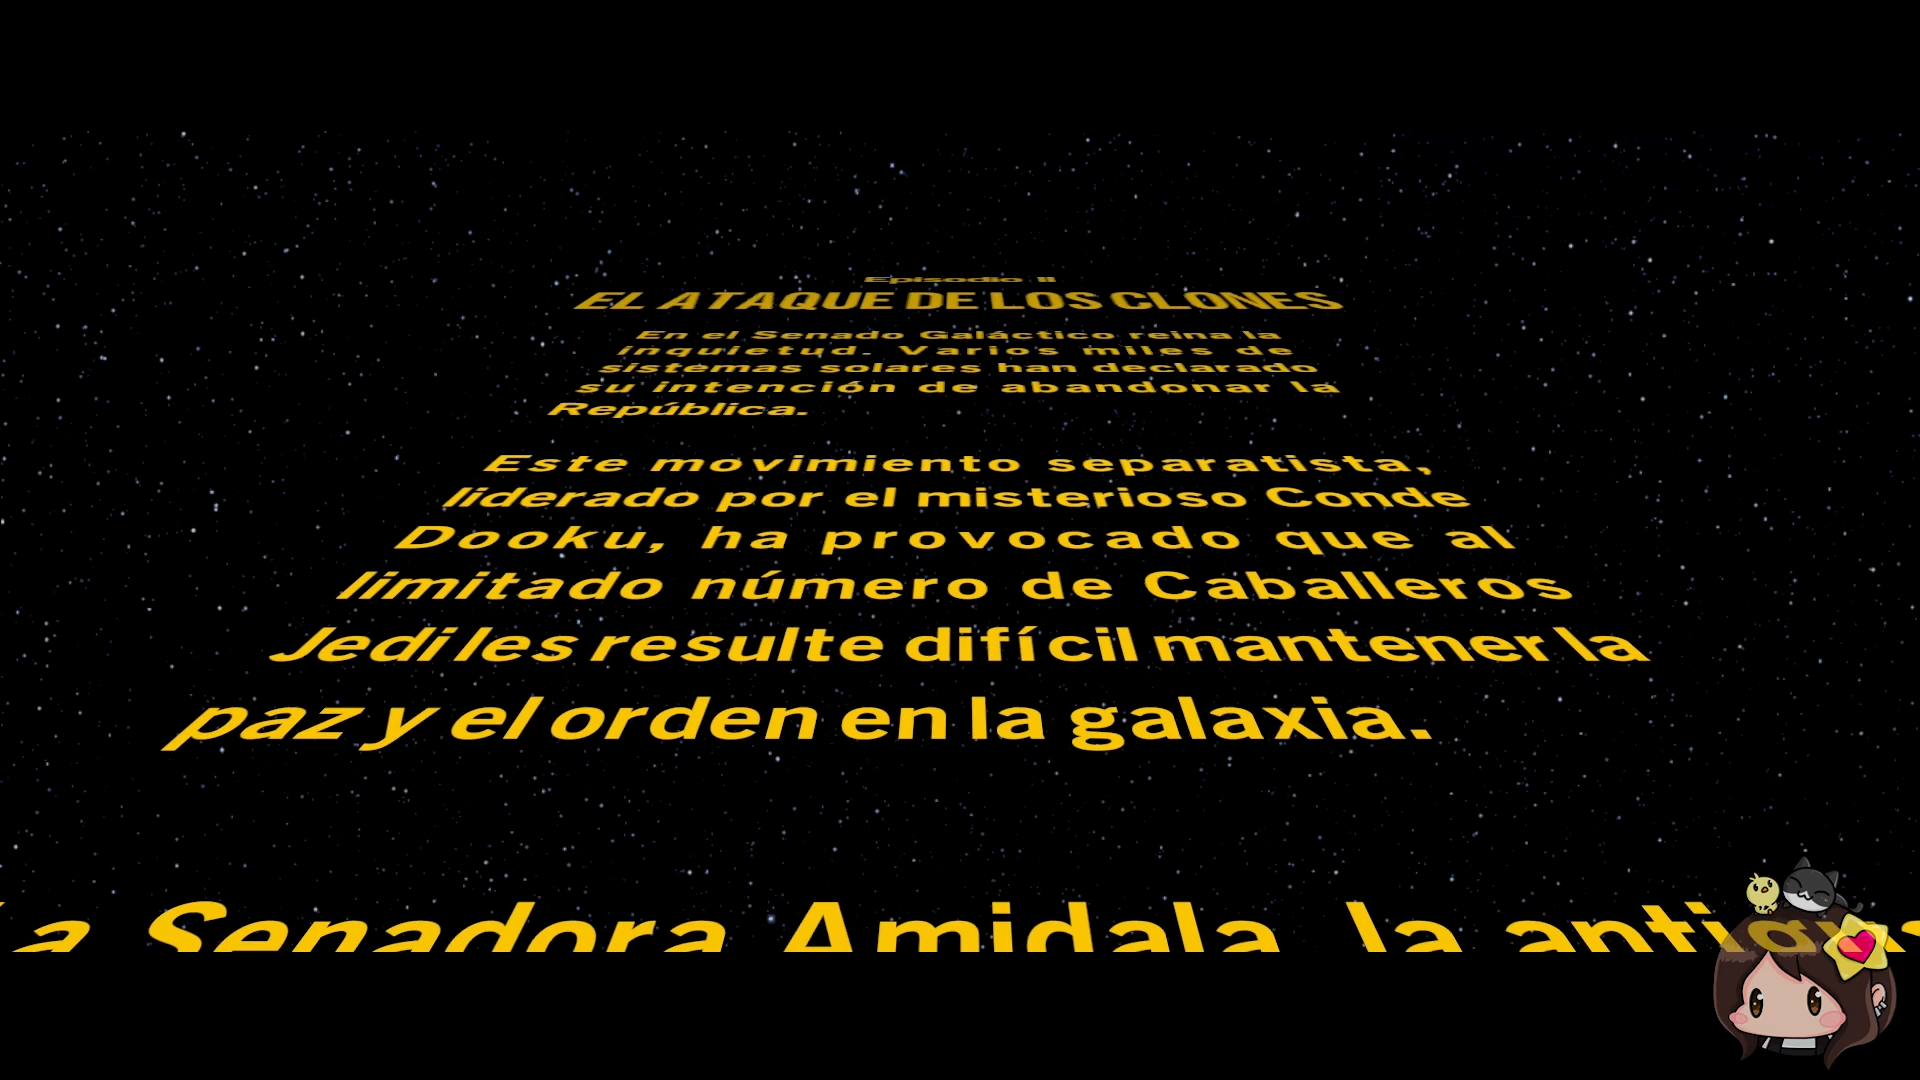 Episodio II
EL ATAQUE DE LOS CLONES
En el Senado Galáctico reina la
inquietud. Varios miles de
sistemas solares han declarado
su intención de abandonar la
República.
Este movimiento separatista,
liderado por el misterioso Conde
Dooku, ha provocado que al
limitado número de Caballeros
Jedi les resulte difícil mantener la
paz y el orden en la galaxia.
La Senadora Amidala, la antigua